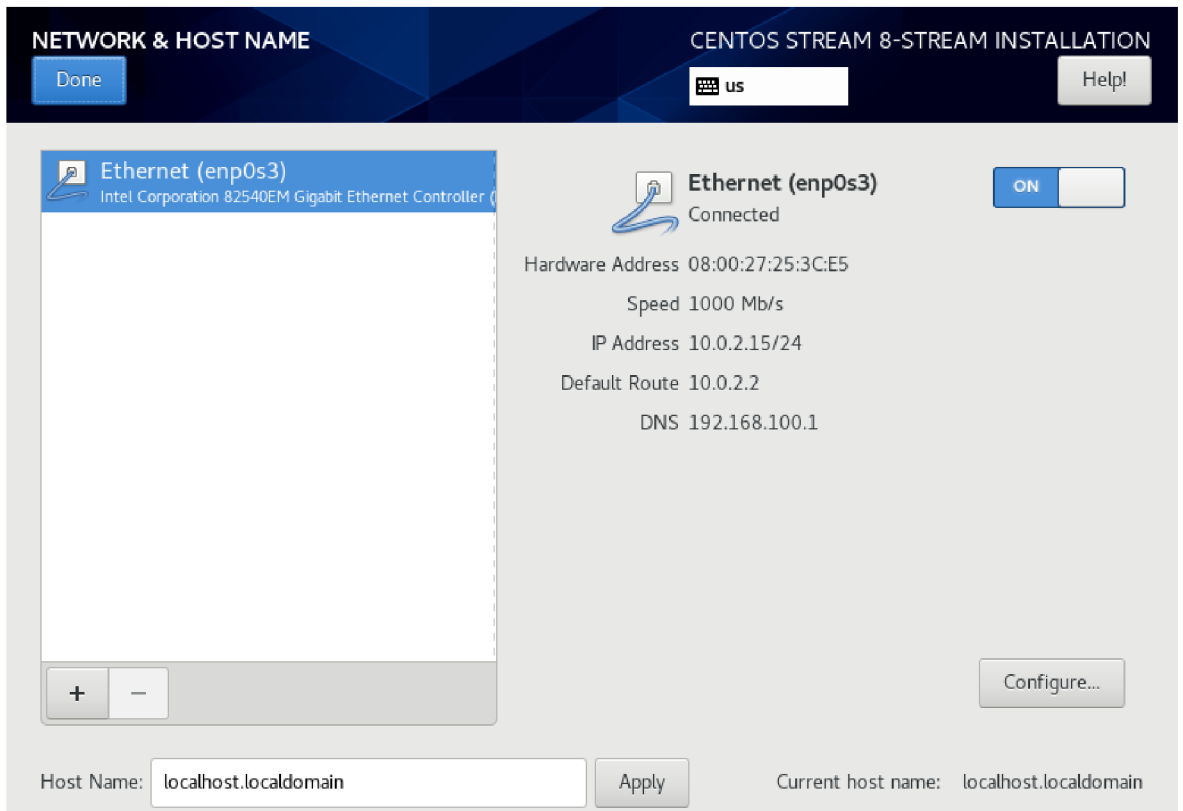 NETWORK & HOST NAME
CENTOS STREAM 8-STREAM INSTALLATION
Done
us
Help!
Ethernet (enp0s3)
Intel Corporation 82540EM Gigabit Ethernet Controller (
Ethernet (enp0s3)
Connected
ON
Hardware Address 08:00:27:25:3C:E5
Speed 1000 Mb/s
IP Address 10.0.2.15/24
Default Route 10.0.2.2
DNS 192.168.100.1
+ −
Configure...
Host Name: localhost.localdomain
Apply
Current host name: localhost.localdomain